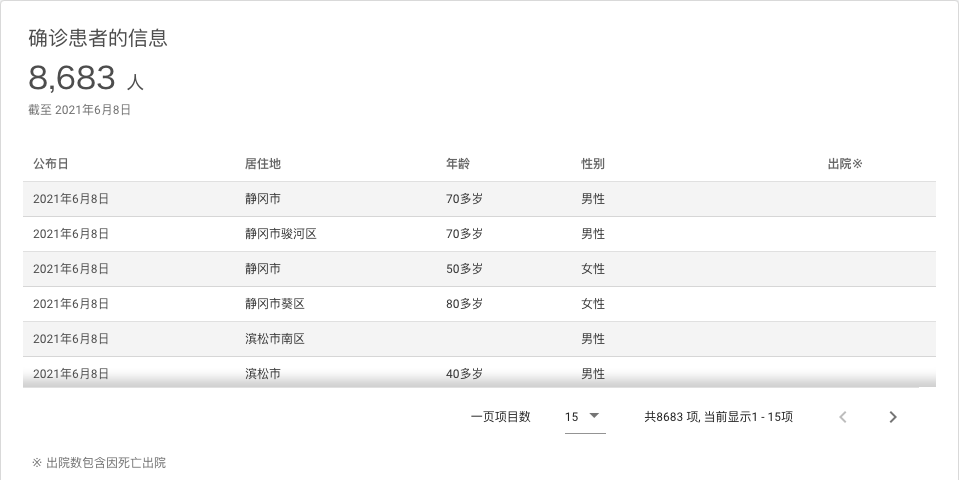 确诊患者的信息
8,683 人
截至 2021年6月8日
公布日 居住地 年龄 性别 出院※
2021年6月8日 静冈市 70多岁 男性
2021年6月8日 静冈市骏河区 70多岁 男性
2021年6月8日 静冈市 50多岁 女性
2021年6月8日 静冈市葵区 80多岁 女性
2021年6月8日 滨松市南区 男性
2021年6月8日 滨松市 40多岁 男性
一页项目数 15 共8683 项, 当前显示1 - 15项
※ 出院数包含因死亡出院